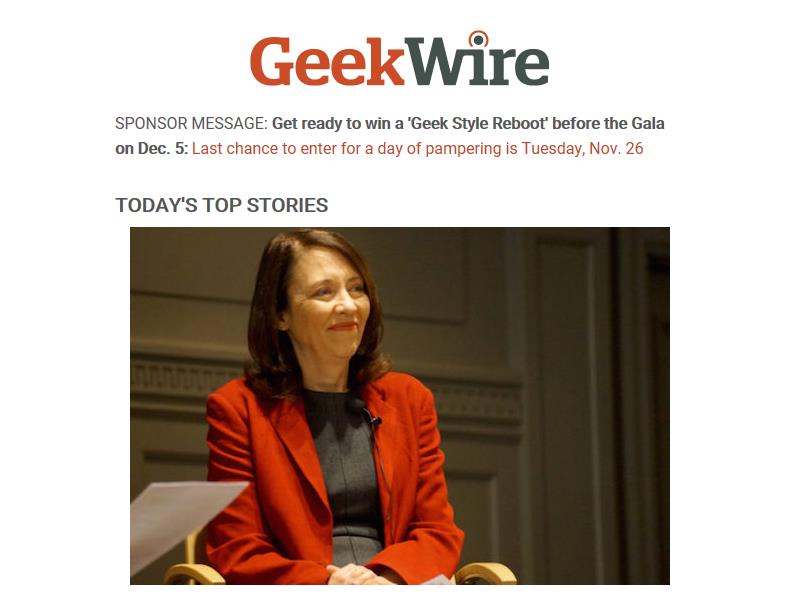 GeekWire
SPONSOR MESSAGE: Get ready to win a 'Geek Style Reboot' before the Gala
on Dec. 5: Last chance to enter for a day of pampering is Tuesday, Nov. 26
TODAY'S TOP STORIES